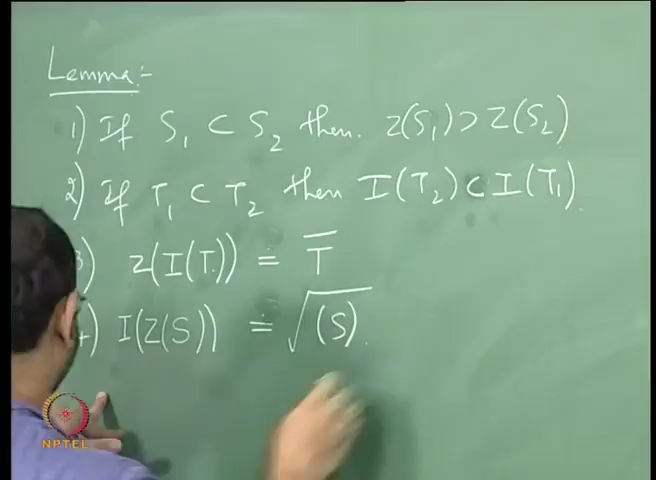 Lemma:-
1) If S₁ ⊂ S₂ then. Z(S₁) ⊃ Z(S₂)
2) If T₁ ⊂ T₂ then I(T₂) ⊂ I(T₁).
3) Z(I(T)) = T̅
4) I(Z(S)) = √(S).
NPTEL